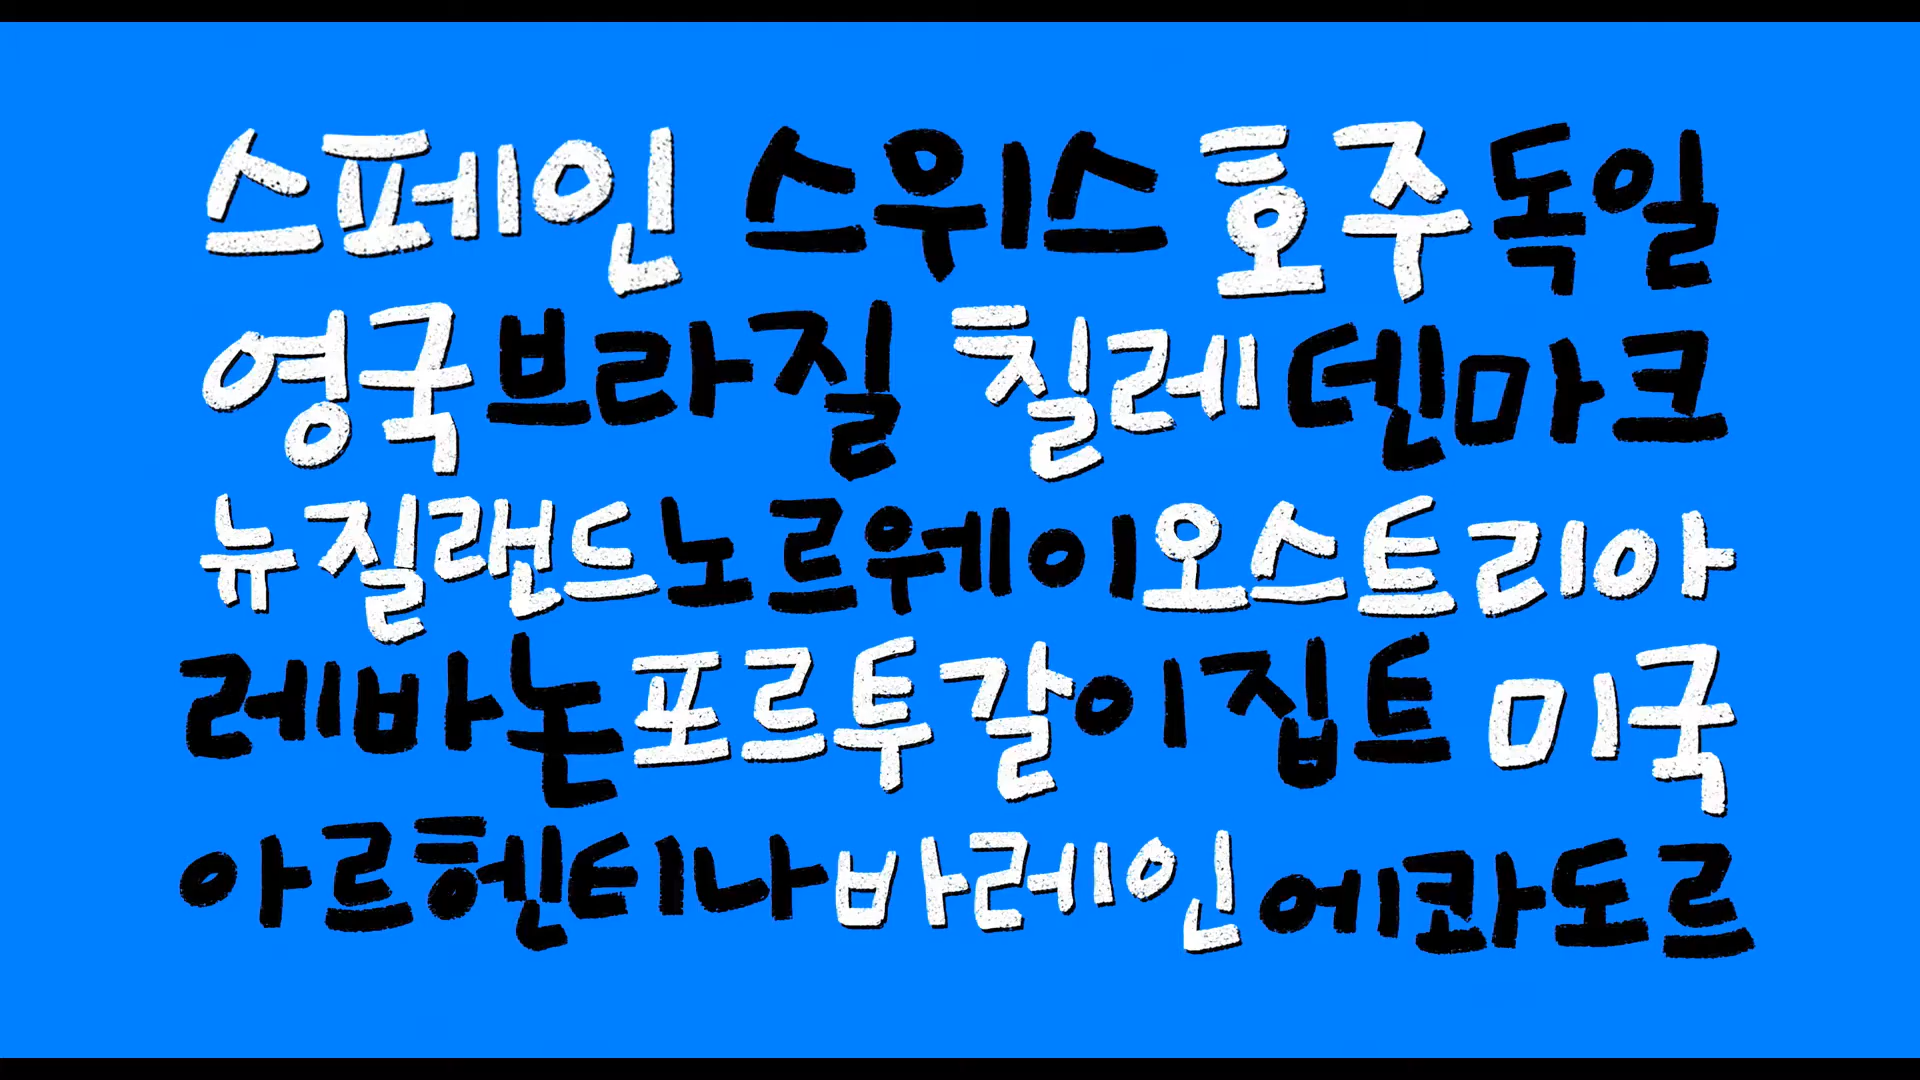 스페인 스위스 호주 독일
영국 브라질 칠레 덴마크
뉴질랜드 노르웨이 오스트리아
레바논 포르투갈 이집트 미국
아르헨티나 바레인 에콰도르